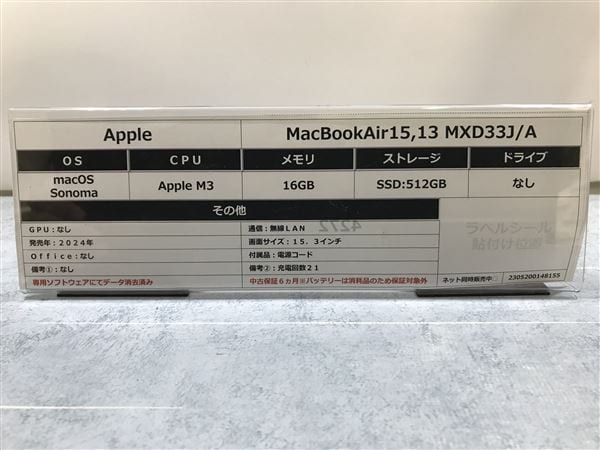 Apple MacBookAir15,13 MXD33J/A
OS CPU メモリ ストレージ ドライブ
macOS Sonoma Apple M3 16GB SSD:512GB なし
その他
GPU:なし 通信:無線LAN
発売年:2024年 画面サイズ:15.3インチ
Office:なし 付属品:電源コード
備考①:なし 備考②:充電回数21
専用ソフトウェアにてデータ消去済み 中古保証6ヵ月※バッテリーは消耗品のため保証対象外
4272
ラベルシール
貼付け位置
ネット同時販売中□ 2305200148155